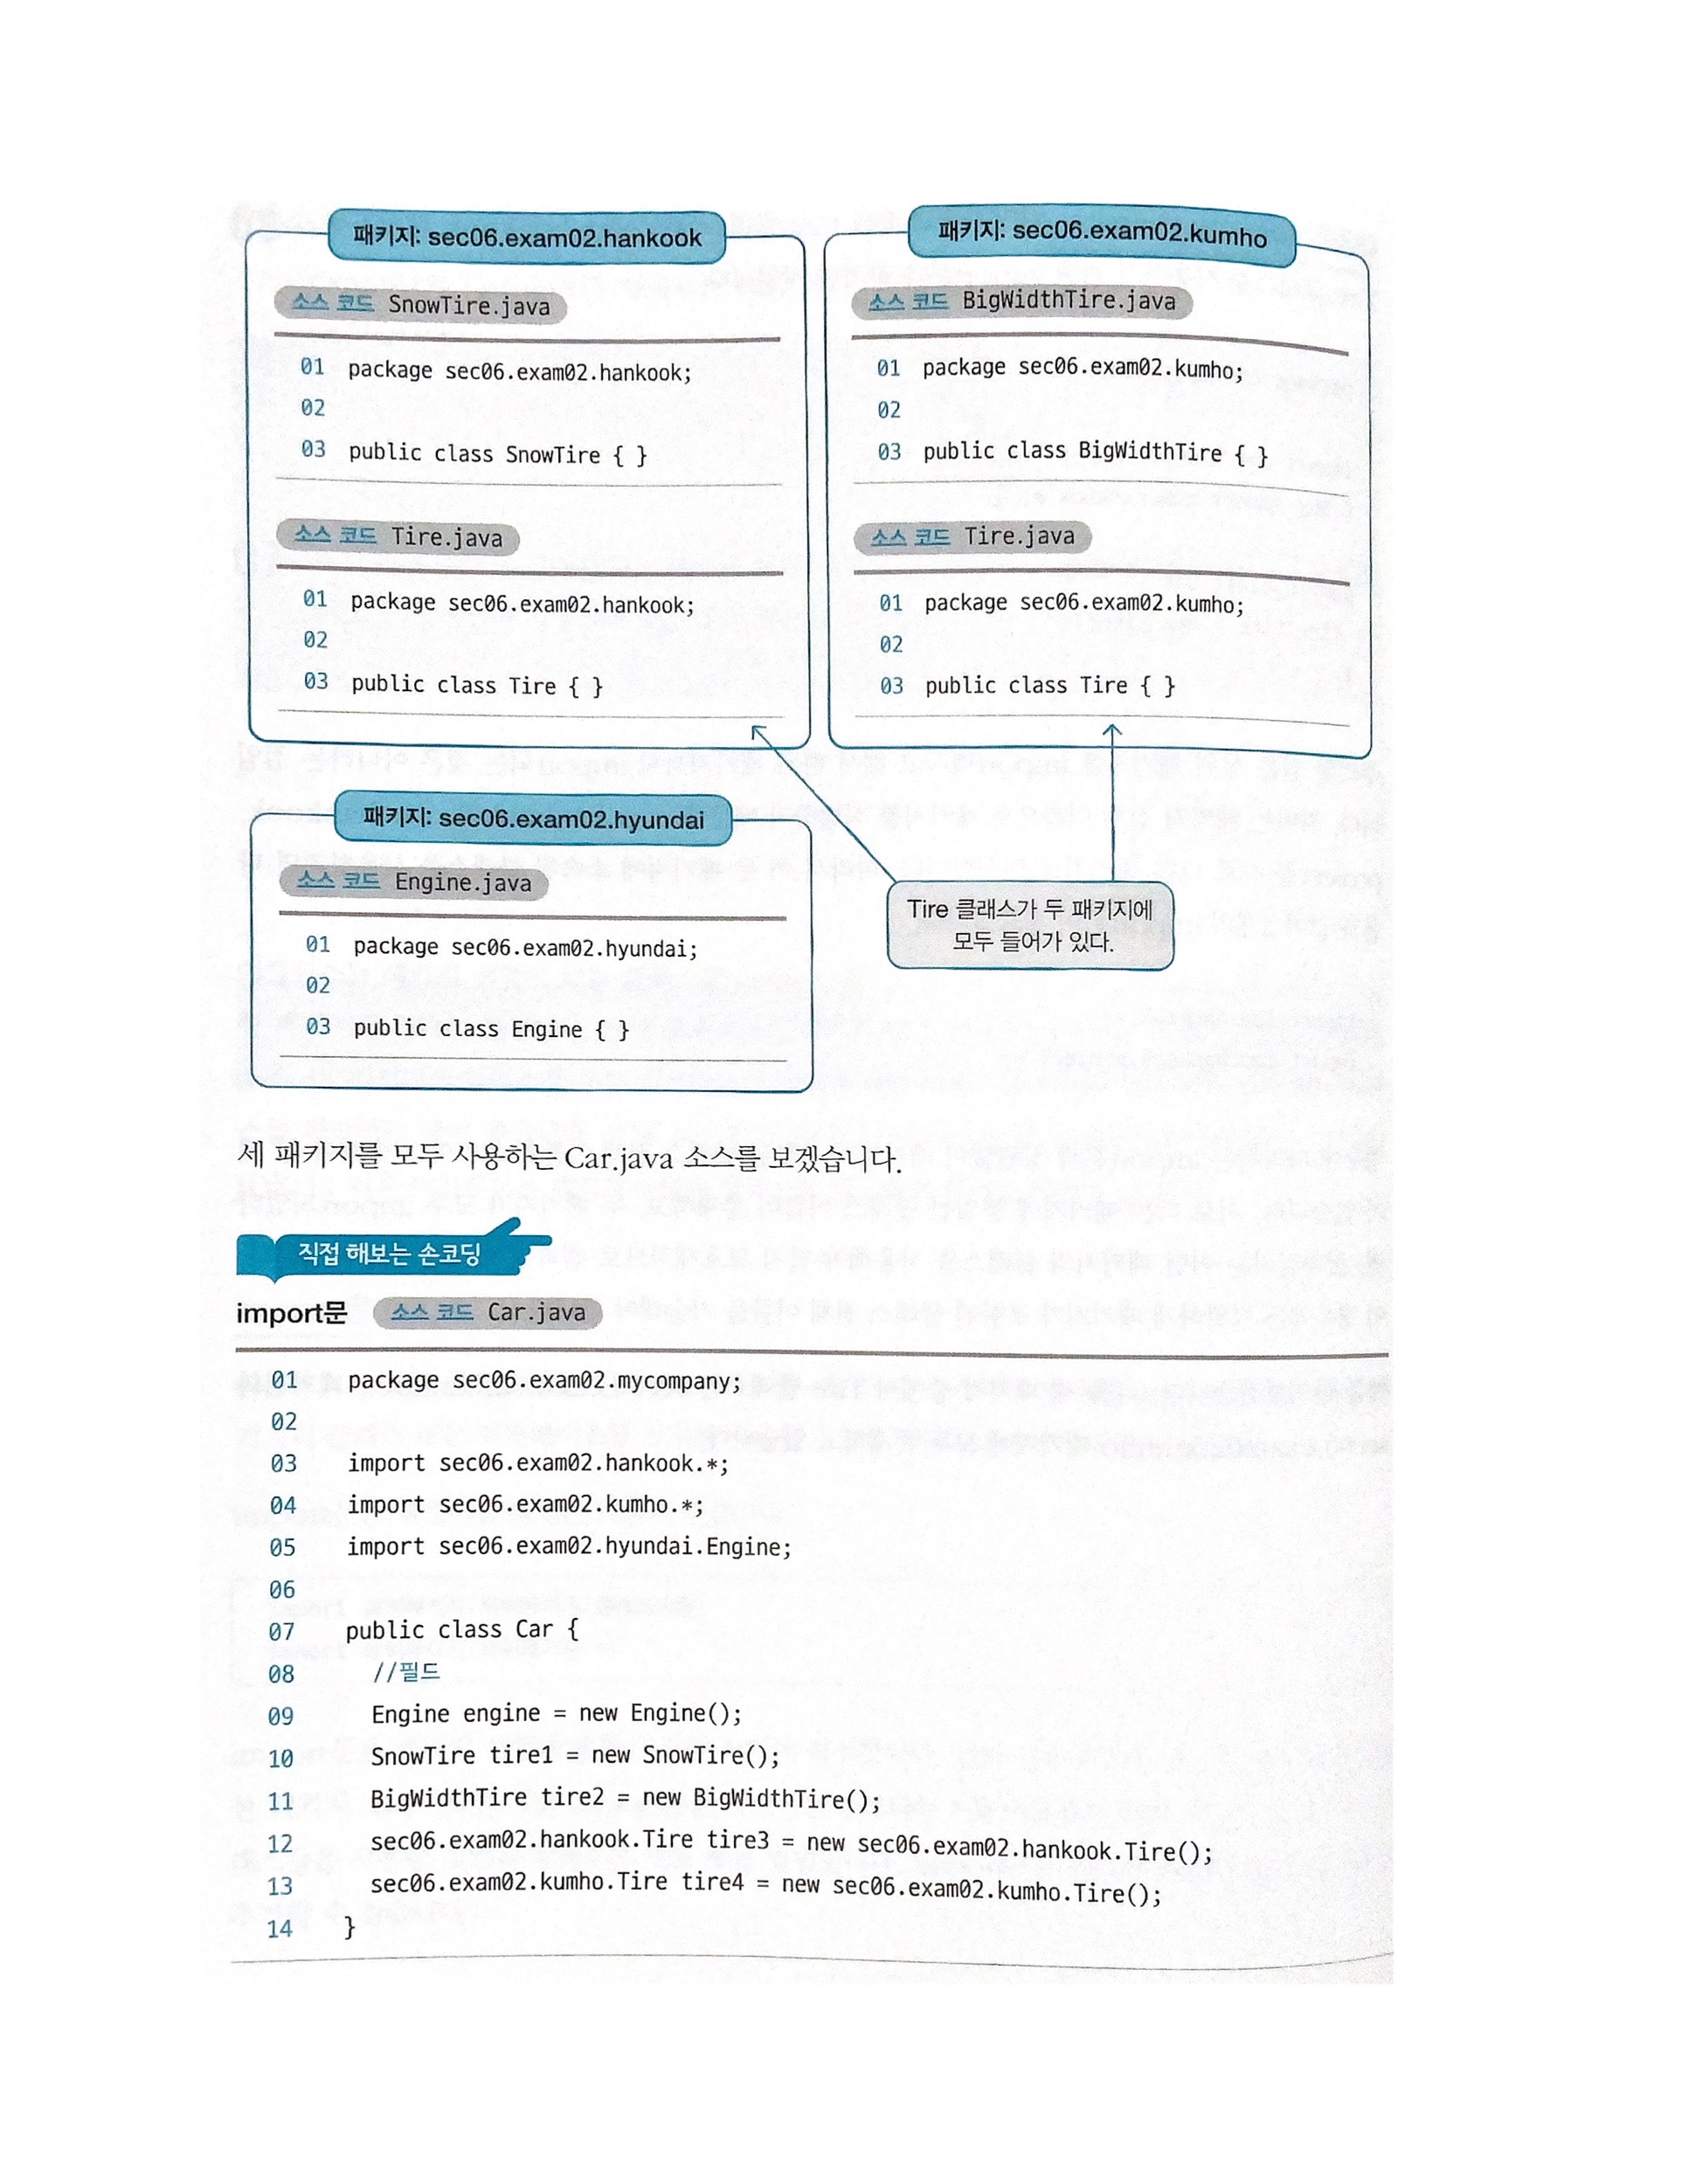 패키지: sec06.exam02.hankook
소스 코드 SnowTire.java
01 package sec06.exam02.hankook;
02
03 public class SnowTire { }
소스 코드 Tire.java
01 package sec06.exam02.hankook;
02
03 public class Tire { }
패키지: sec06.exam02.kumho
소스 코드 BigWidthTire.java
01 package sec06.exam02.kumho;
02
03 public class BigWidthTire { }
소스 코드 Tire.java
01 package sec06.exam02.kumho;
02
03 public class Tire { }
패키지: sec06.exam02.hyundai
소스 코드 Engine.java
01 package sec06.exam02.hyundai;
02
03 public class Engine { }
Tire 클래스가 두 패키지에
모두 들어가 있다.
세 패키지를 모두 사용하는 Car.java 소스를 보겠습니다.
직접 해보는 손코딩
import문 소스 코드 Car.java
01 package sec06.exam02.mycompany;
02
03 import sec06.exam02.hankook.*;
04 import sec06.exam02.kumho.*;
05 import sec06.exam02.hyundai.Engine;
06
07 public class Car {
08 //필드
09 Engine engine = new Engine();
10 SnowTire tire1 = new SnowTire();
11 BigWidthTire tire2 = new BigWidthTire();
12 sec06.exam02.hankook.Tire tire3 = new sec06.exam02.hankook.Tire();
13 sec06.exam02.kumho.Tire tire4 = new sec06.exam02.kumho.Tire();
14 }